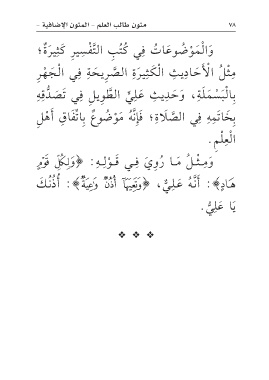 ٧٨ متون طالب العلم - المتون الإضافية -
وَالْمَوْضُوعَاتُ فِي كُتُبِ التَّفْسِيرِ كَثِيرَةٌ؛
مِثْلُ الْأَحَادِيثِ الْكَثِيرَةِ الصَّرِيحَةِ فِي الْجَهْرِ
بِالْبَسْمَلَةِ، وَحَدِيثِ عَلِيٍّ الطَّوِيلِ فِي تَصَدُّقِهِ
بِخَاتَمِهِ فِي الصَّلَاةِ؛ فَإِنَّهُ مَوْضُوعٌ بِاتِّفَاقِ أَهْلِ
الْعِلْمِ.
وَمِثْلُ مَا رُوِيَ فِي قَوْلِهِ: ﴿وَلِكُلِّ قَوْمٍ
هَادٍ﴾: أَنَّهُ عَلِيٌّ، ﴿وَتَعِيَهَآ أُذُنٌ وَٰعِيَةٌ﴾: أُذُنُكَ
يَا عَلِيُّ.